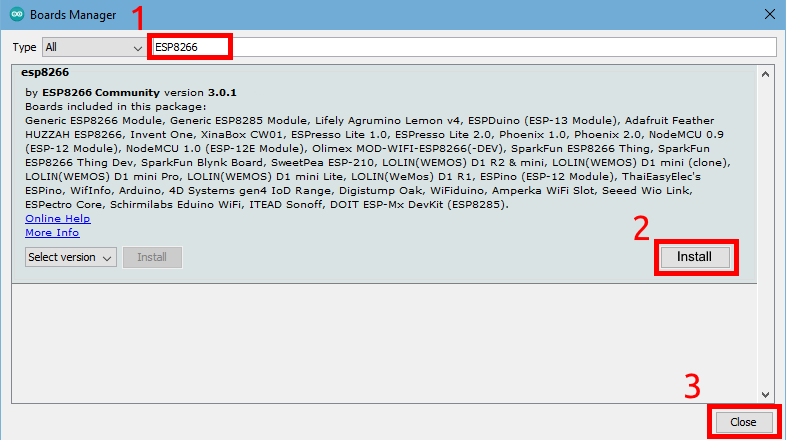 Boards Manager
1
Type All ESP8266
esp8266
by ESP8266 Community version 3.0.1
Boards included in this package:
Generic ESP8266 Module, Generic ESP8285 Module, Lifely Agrumino Lemon v4, ESPDuino (ESP-13 Module), Adafruit Feather
HUZZAH ESP8266, Invent One, XinaBox CW01, ESPresso Lite 1.0, ESPresso Lite 2.0, Phoenix 1.0, Phoenix 2.0, NodeMCU 0.9
(ESP-12 Module), NodeMCU 1.0 (ESP-12E Module), Olimex MOD-WIFI-ESP8266(-DEV), SparkFun ESP8266 Thing, SparkFun
ESP8266 Thing Dev, SparkFun Blynk Board, SweetPea ESP-210, LOLIN(WEMOS) D1 R2 & mini, LOLIN(WEMOS) D1 mini (clone),
LOLIN(WEMOS) D1 mini Pro, LOLIN(WEMOS) D1 mini Lite, LOLIN(WeMos) D1 R1, ESPino (ESP-12 Module), ThaiEasyElec's
ESPino, WifInfo, Arduino, 4D Systems gen4 IoD Range, Digistump Oak, WiFiduino, Amperka WiFi Slot, Seeed Wio Link,
ESPectro Core, Schirmilabs Eduino WiFi, ITEAD Sonoff, DOIT ESP-Mx DevKit (ESP8285).
Online Help
More Info
2
Select version Install Install
3
Close